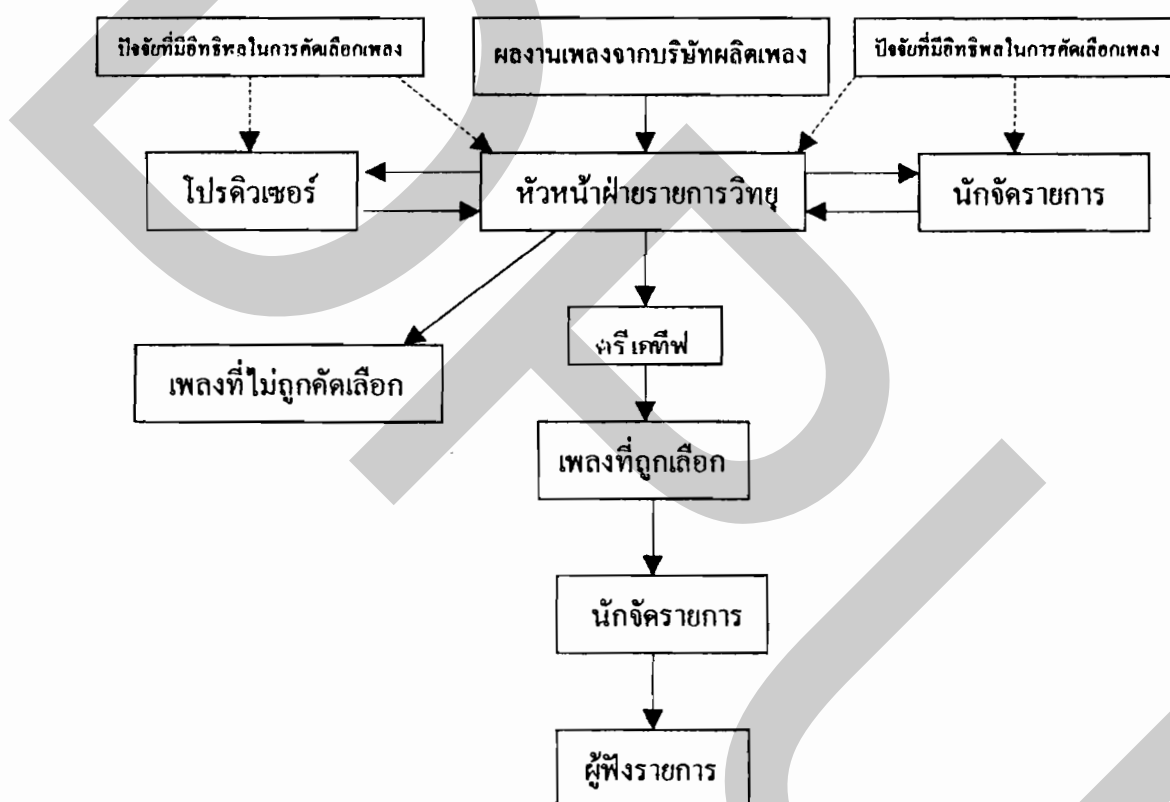 ปัจจัยที่มีอิทธิพลในการคัดเลือกเพลง
ผลงานเพลงจากบริษัทผลิตเพลง
ปัจจัยที่มีอิทธิพลในการคัดเลือกเพลง
โปรดิวเซอร์
หัวหน้าฝ่ายรายการวิทยุ
นักจัดรายการ
ครีเอทีฟ
เพลงที่ไม่ถูกคัดเลือก
เพลงที่ถูกเลือก
นักจัดรายการ
ผู้ฟังรายการ